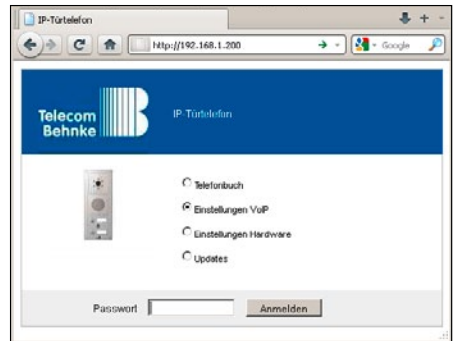 IP-Türtelefon
http://192.168.1.200
Google
Telecom
Behnke
IP-Türtelefon
Telefonbuch
Einstellungen VoIP
Einstellungen Hardware
Updates
Passwort
Anmelden